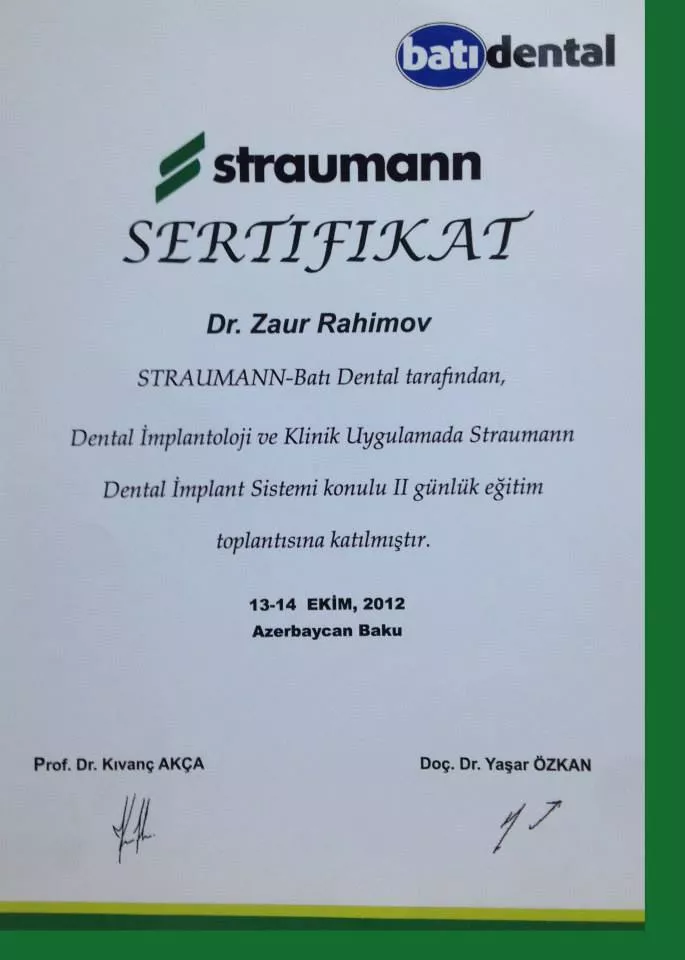 batıdental
straumann
SERTIFIKAT
Dr. Zaur Rahimov
STRAUMANN-Batı Dental tarafından,
Dental İmplantoloji ve Klinik Uygulamada Straumann
Dental İmplant Sistemi konulu II günlük eğitim
toplantısına katılmıştır.
13-14 EKİM, 2012
Azerbaycan Baku
Prof. Dr. Kıvanç AKÇA
Doç. Dr. Yaşar ÖZKAN